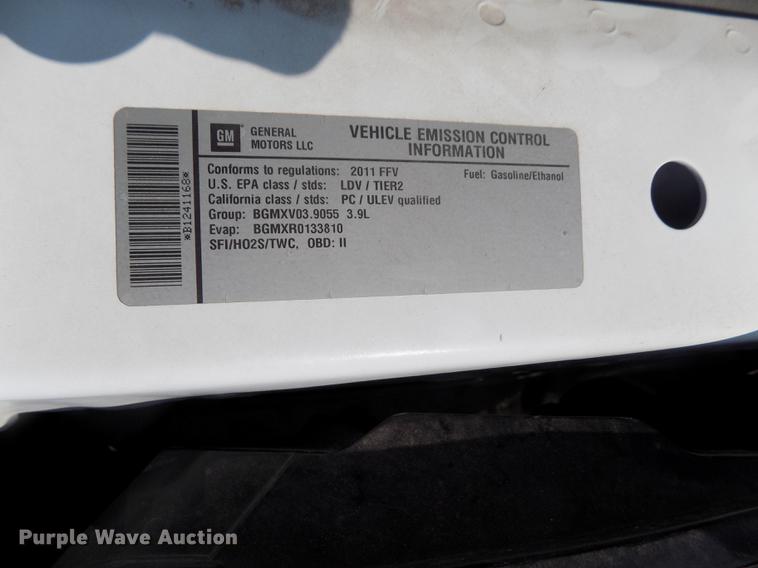 *B1241168*
GM
GENERAL
MOTORS LLC
VEHICLE EMISSION CONTROL
INFORMATION
Conforms to regulations: 2011 FFV
Fuel: Gasoline/Ethanol
U.S. EPA class / stds: LDV / TIER2
California class / stds: PC / ULEV qualified
Group: BGMXV03.9055 3.9L
Evap: BGMXR0133810
SFI/HO2S/TWC, OBD: II
Purple Wave Auction